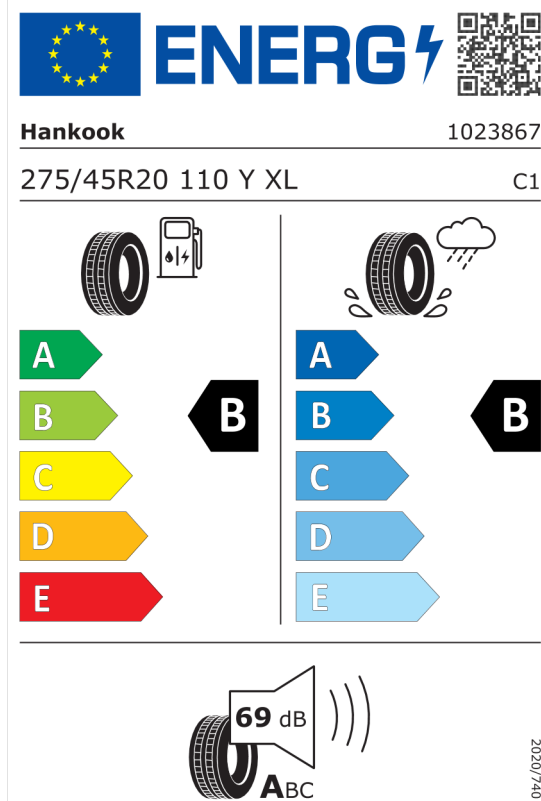 ENERG
Hankook 1023867
275/45R20 110 Y XL C1
A A
B B B B
C C
D D
E E
69 dB
ABC
2020/740